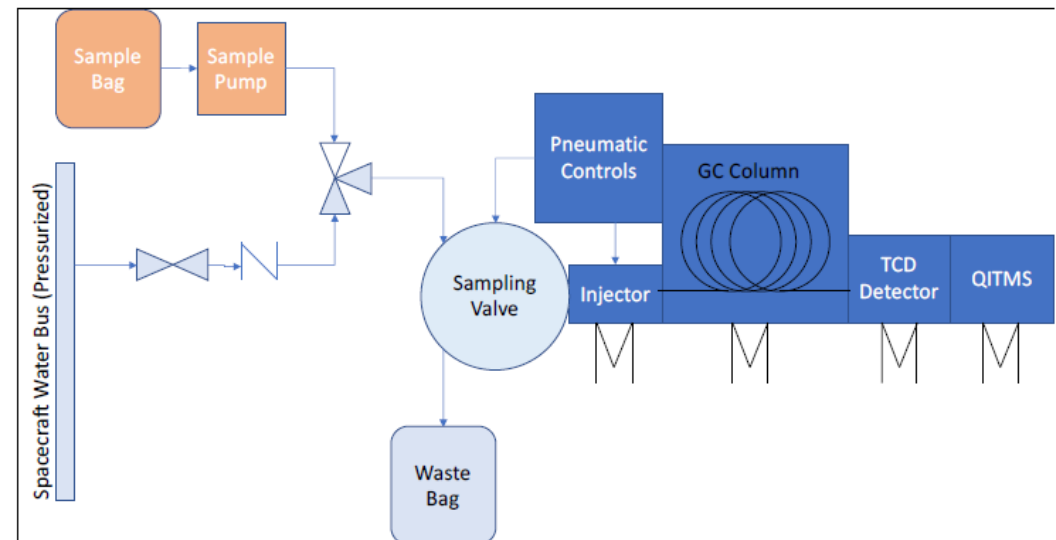 Sample
Bag
Sample
Pump
Spacecraft Water Bus (Pressurized)
Pneumatic
Controls
GC Column
Sampling
Valve
Injector
TCD
Detector
QITMS
Waste
Bag